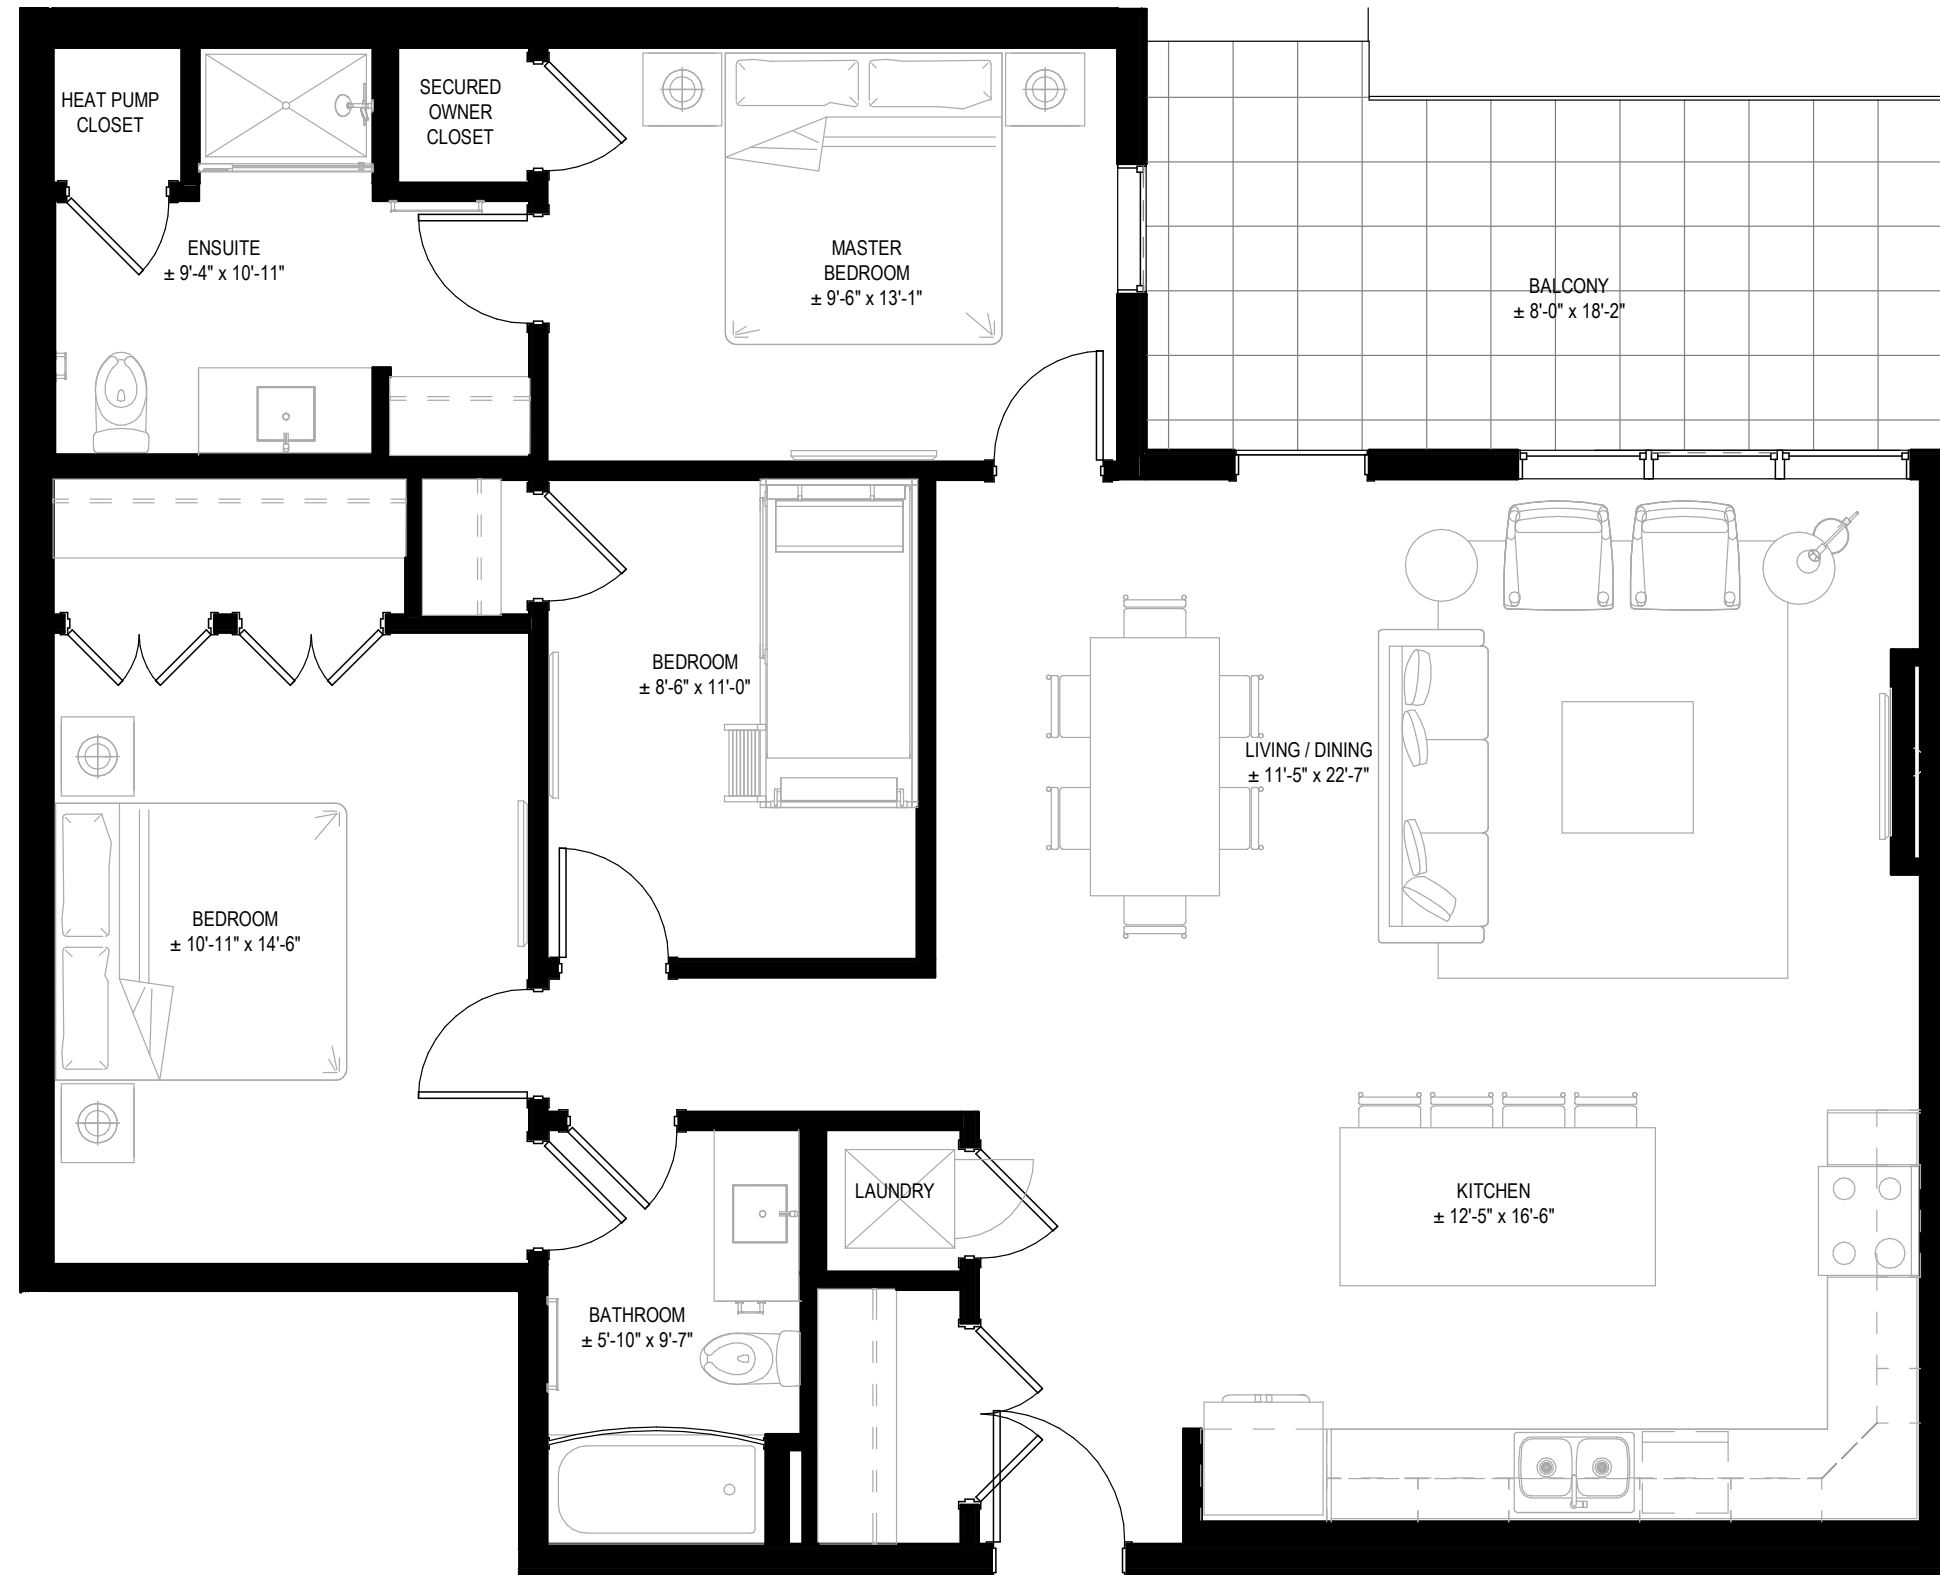 HEAT PUMP
CLOSET
SECURED
OWNER
CLOSET
ENSUITE
± 9'-4" x 10'-11"
MASTER
BEDROOM
± 9'-6" x 13'-1"
BALCONY
± 8'-0" x 18'-2"
BEDROOM
± 8'-6" x 11'-0"
LIVING / DINING
± 11'-5" x 22'-7"
BEDROOM
± 10'-11" x 14'-6"
LAUNDRY
KITCHEN
± 12'-5" x 16'-6"
BATHROOM
± 5'-10" x 9'-7"